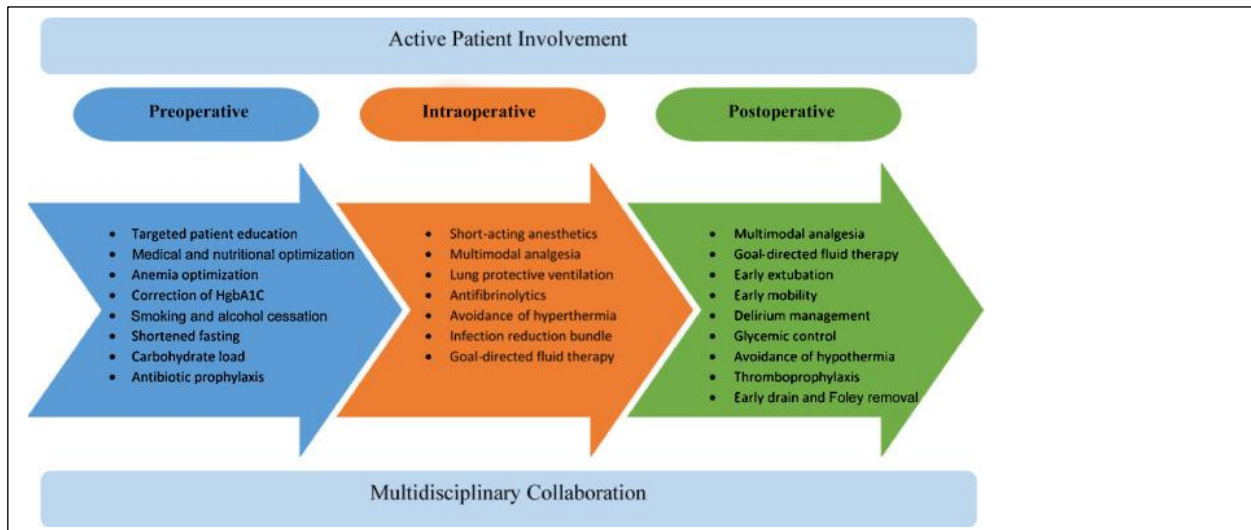 Active Patient Involvement
Preoperative
Intraoperative
Postoperative
• Targeted patient education
• Medical and nutritional optimization
• Anemia optimization
• Correction of HgbA1C
• Smoking and alcohol cessation
• Shortened fasting
• Carbohydrate load
• Antibiotic prophylaxis
• Short-acting anesthetics
• Multimodal analgesia
• Lung protective ventilation
• Antifibrinolytics
• Avoidance of hyperthermia
• Infection reduction bundle
• Goal-directed fluid therapy
• Multimodal analgesia
• Goal-directed fluid therapy
• Early extubation
• Early mobility
• Delirium management
• Glycemic control
• Avoidance of hypothermia
• Thromboprophylaxis
• Early drain and Foley removal
Multidisciplinary Collaboration